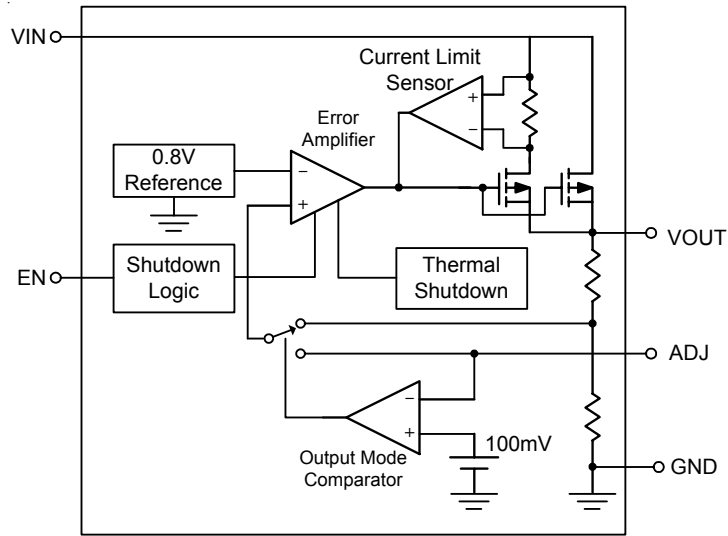 VIN
Current Limit
Sensor
+
−
Error
Amplifier
0.8V
Reference
−
+
VOUT
EN
Shutdown
Logic
Thermal
Shutdown
ADJ
−
+
100mV
Output Mode
Comparator
GND